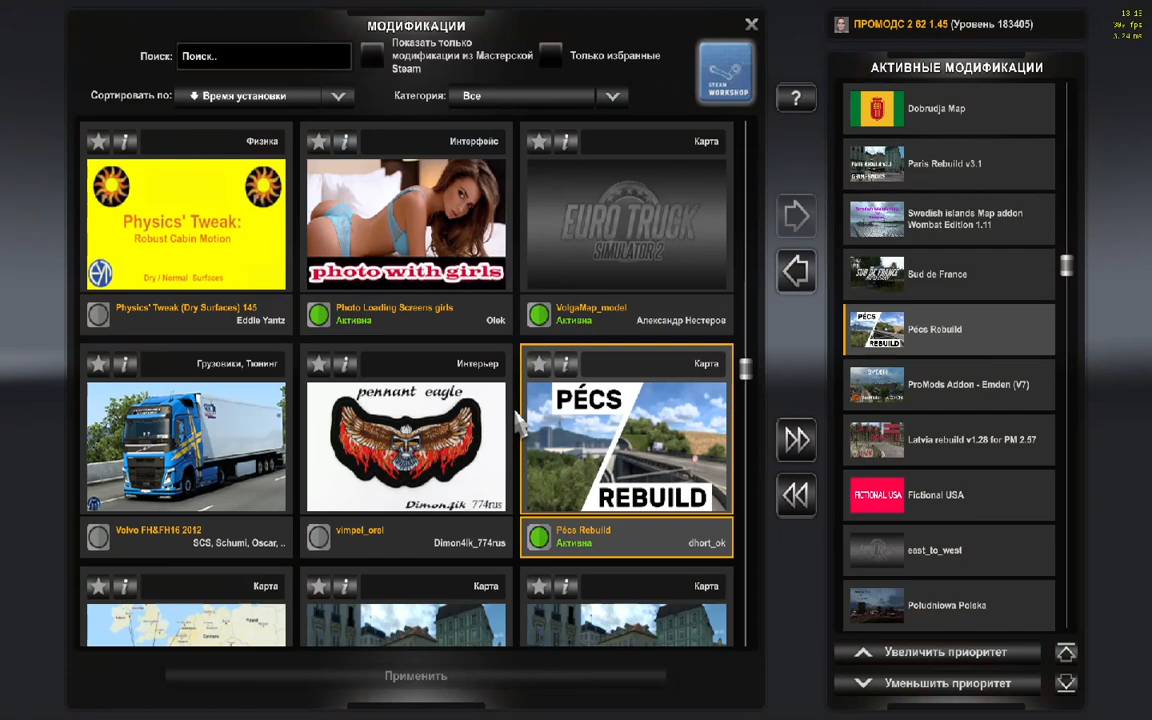 МОДИФИКАЦИИ
Поиск:
Поиск..
Показать только
модификации из Мастерской
Steam
Только избранные
STEAM
WORKSHOP
Сортировать по:
Время установки
Категория:
Все
Физика
Physics' Tweak:
Robust Cabin Motion
Dry / Normal Surfaces
Physics' Tweak (Dry Surfaces) 145
Eddie Yantz
Интерфейс
photo with girls
Photo Loading Screens girls
Активна
Olek
Карта
EURO TRUCK
SIMULATOR 2
VolgaMap_model
Активна
Александр Нестеров
Грузовики, Тюнинг
Volvo FH&FH16 2012
SCS, Schumi, Oscar, ..
Интерьер
pennant eagle
Dimon4ik 774rus
vimpel_orel
Dimon4ik_774rus
Карта
PÉCS
REBUILD
Pécs Rebuild
Активна
dhort_ok
Карта
Карта
Карта
Применить
?
ПРОМОДС 2 62 1.45 (Уровень 183405)
АКТИВНЫЕ МОДИФИКАЦИИ
Dobrudja Map
Paris Rebuild v3.1
Swedish islands Map addon
Wombat Edition 1.11
Sud de France
PÉCS
REBUILD
Pécs Rebuild
ProMods Addon - Emden (V7)
Latvia rebuild v1.28 for PM 2.57
FICTIONAL USA
Fictional USA
east_to_west
Południowa Polska
Увеличить приоритет
Уменьшить приоритет